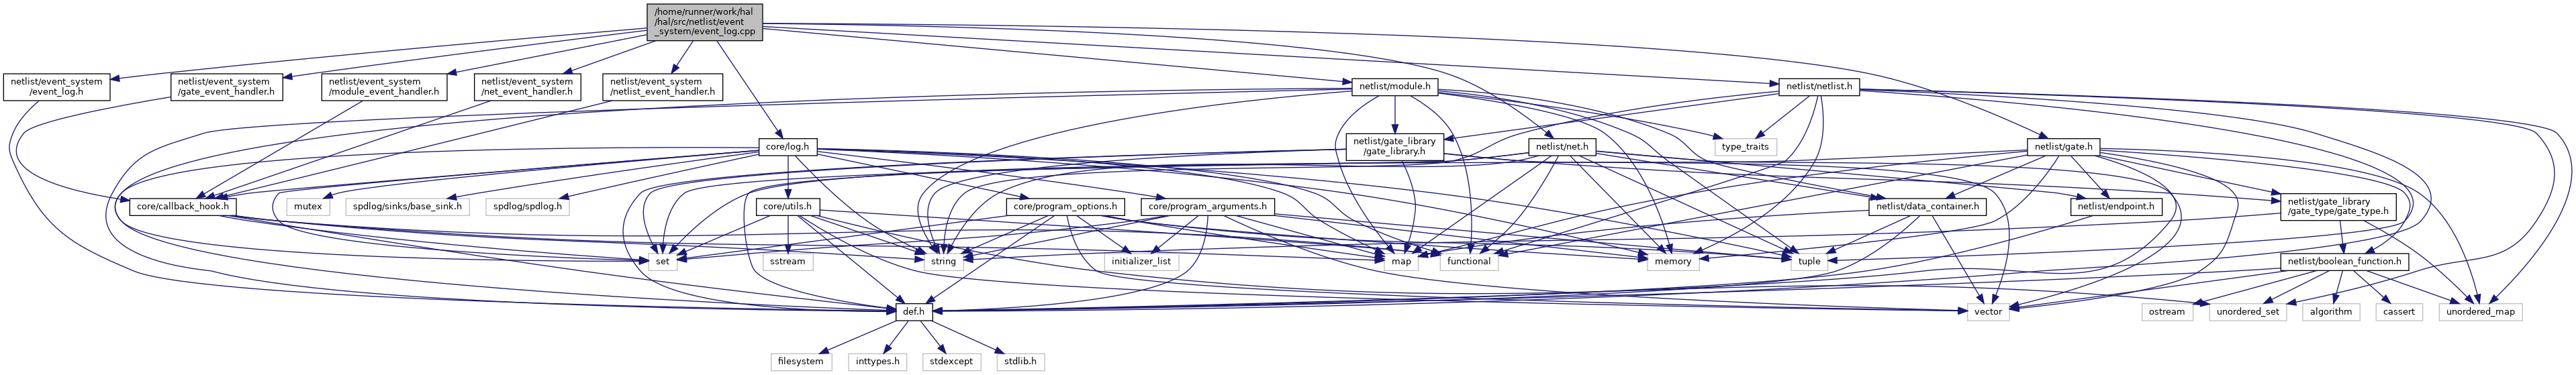 /home/runner/work/hal
/hal/src/netlist/event
_system/event_log.cpp
netlist/event_system
/event_log.h
netlist/event_system
/gate_event_handler.h
netlist/event_system
/module_event_handler.h
netlist/event_system
/net_event_handler.h
netlist/event_system
/netlist_event_handler.h
netlist/module.h
netlist/netlist.h
core/log.h
netlist/gate_library
/gate_library.h
netlist/net.h
type_traits
netlist/gate.h
core/callback_hook.h
mutex
spdlog/sinks/base_sink.h
spdlog/spdlog.h
core/utils.h
core/program_options.h
core/program_arguments.h
netlist/data_container.h
netlist/endpoint.h
netlist/gate_library
/gate_type/gate_type.h
set
sstream
string
initializer_list
map
functional
memory
tuple
netlist/boolean_function.h
def.h
vector
ostream
unordered_set
algorithm
cassert
unordered_map
filesystem
inttypes.h
stdexcept
stdlib.h